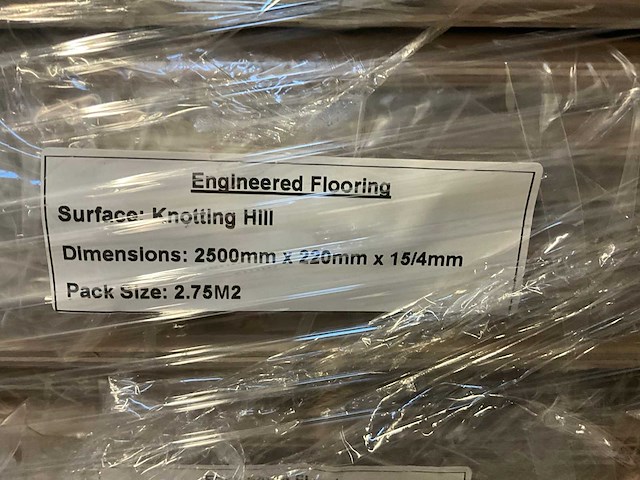 Engineered Flooring
Surface: Knotting Hill
Dimensions: 2500mm x 220mm x 15/4mm
Pack Size: 2.75M2